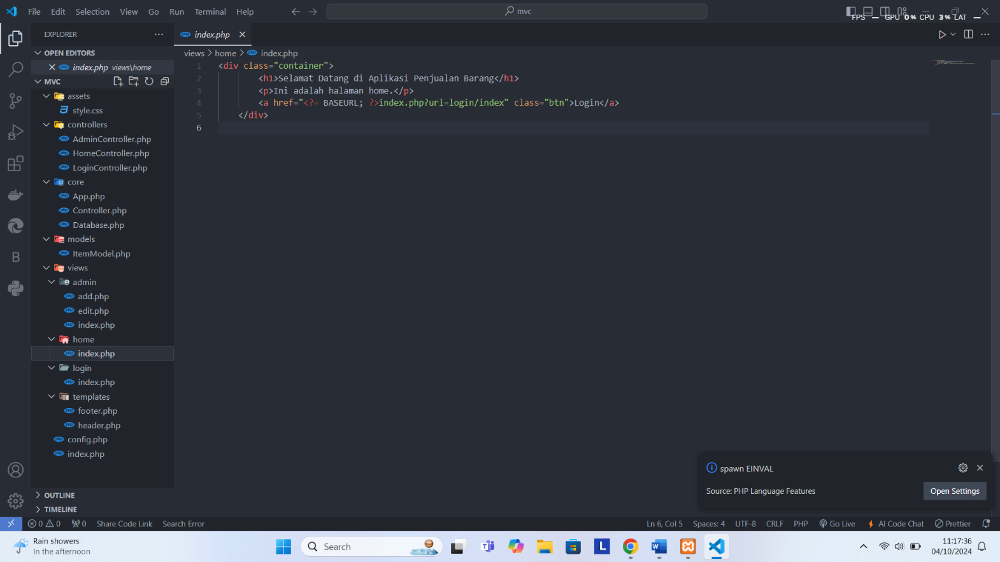 File Edit Selection View Go Run Terminal Help
mvc
FPS GPU 0 % CPU 3 % LAT
EXPLORER
index.php
OPEN EDITORS
index.php views\home
MVC
assets
style.css
controllers
AdminController.php
HomeController.php
LoginController.php
core
App.php
Controller.php
Database.php
models
ItemModel.php
views
admin
add.php
edit.php
index.php
home
index.php
login
index.php
templates
footer.php
header.php
config.php
index.php
OUTLINE
TIMELINE
views > home > index.php
1 <div class="container">
2 <h1>Selamat Datang di Aplikasi Penjualan Barang</h1>
3 <p>Ini adalah halaman home.</p>
4 <a href="<?= BASEURL; ?>index.php?url=login/index" class="btn">Login</a>
5 </div>
6
spawn EINVAL
Source: PHP Language Features
Open Settings
0 0 0 Share Code Link Search Error
Ln 6, Col 5 Spaces: 4 UTF-8 CRLF PHP Go Live AI Code Chat Prettier
Rain showers
In the afternoon
Search
11:17:36
04/10/2024